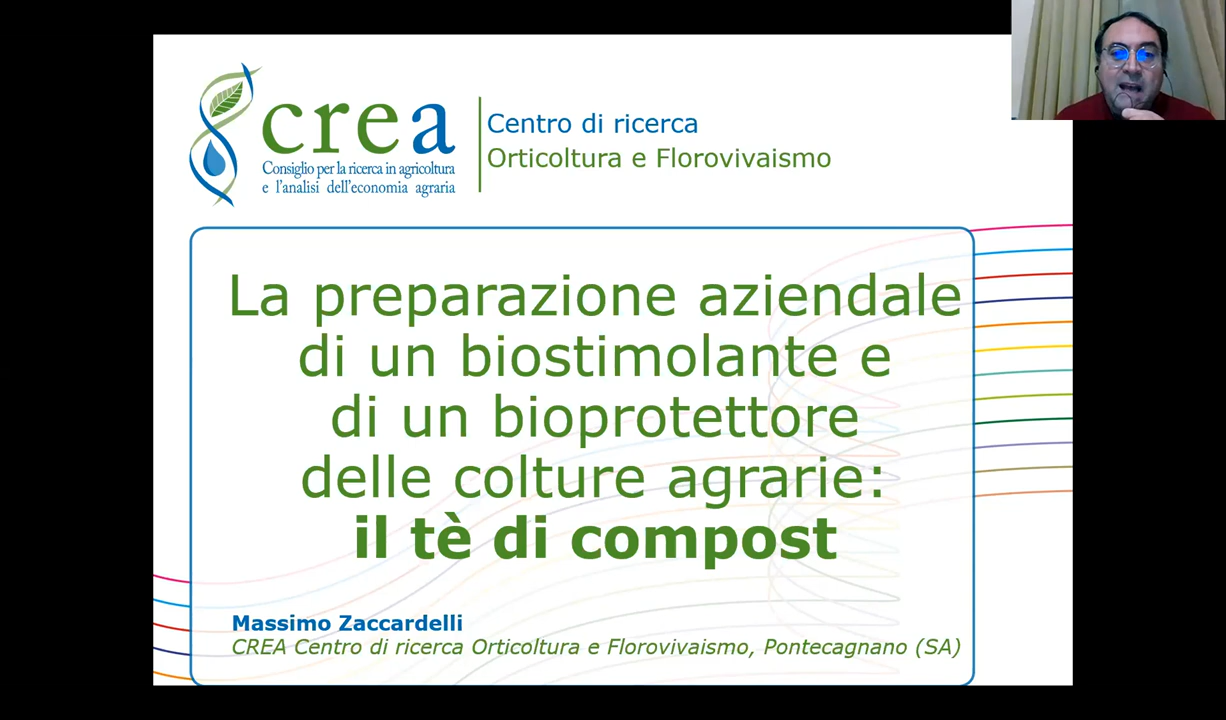 crea
Consiglio per la ricerca in agricoltura
e l'analisi dell'economia agraria
Centro di ricerca
Orticoltura e Florovivaismo
La preparazione aziendale
di un biostimolante e
di un bioprotettore
delle colture agrarie:
il tè di compost
Massimo Zaccardelli
CREA Centro di ricerca Orticoltura e Florovivaismo, Pontecagnano (SA)